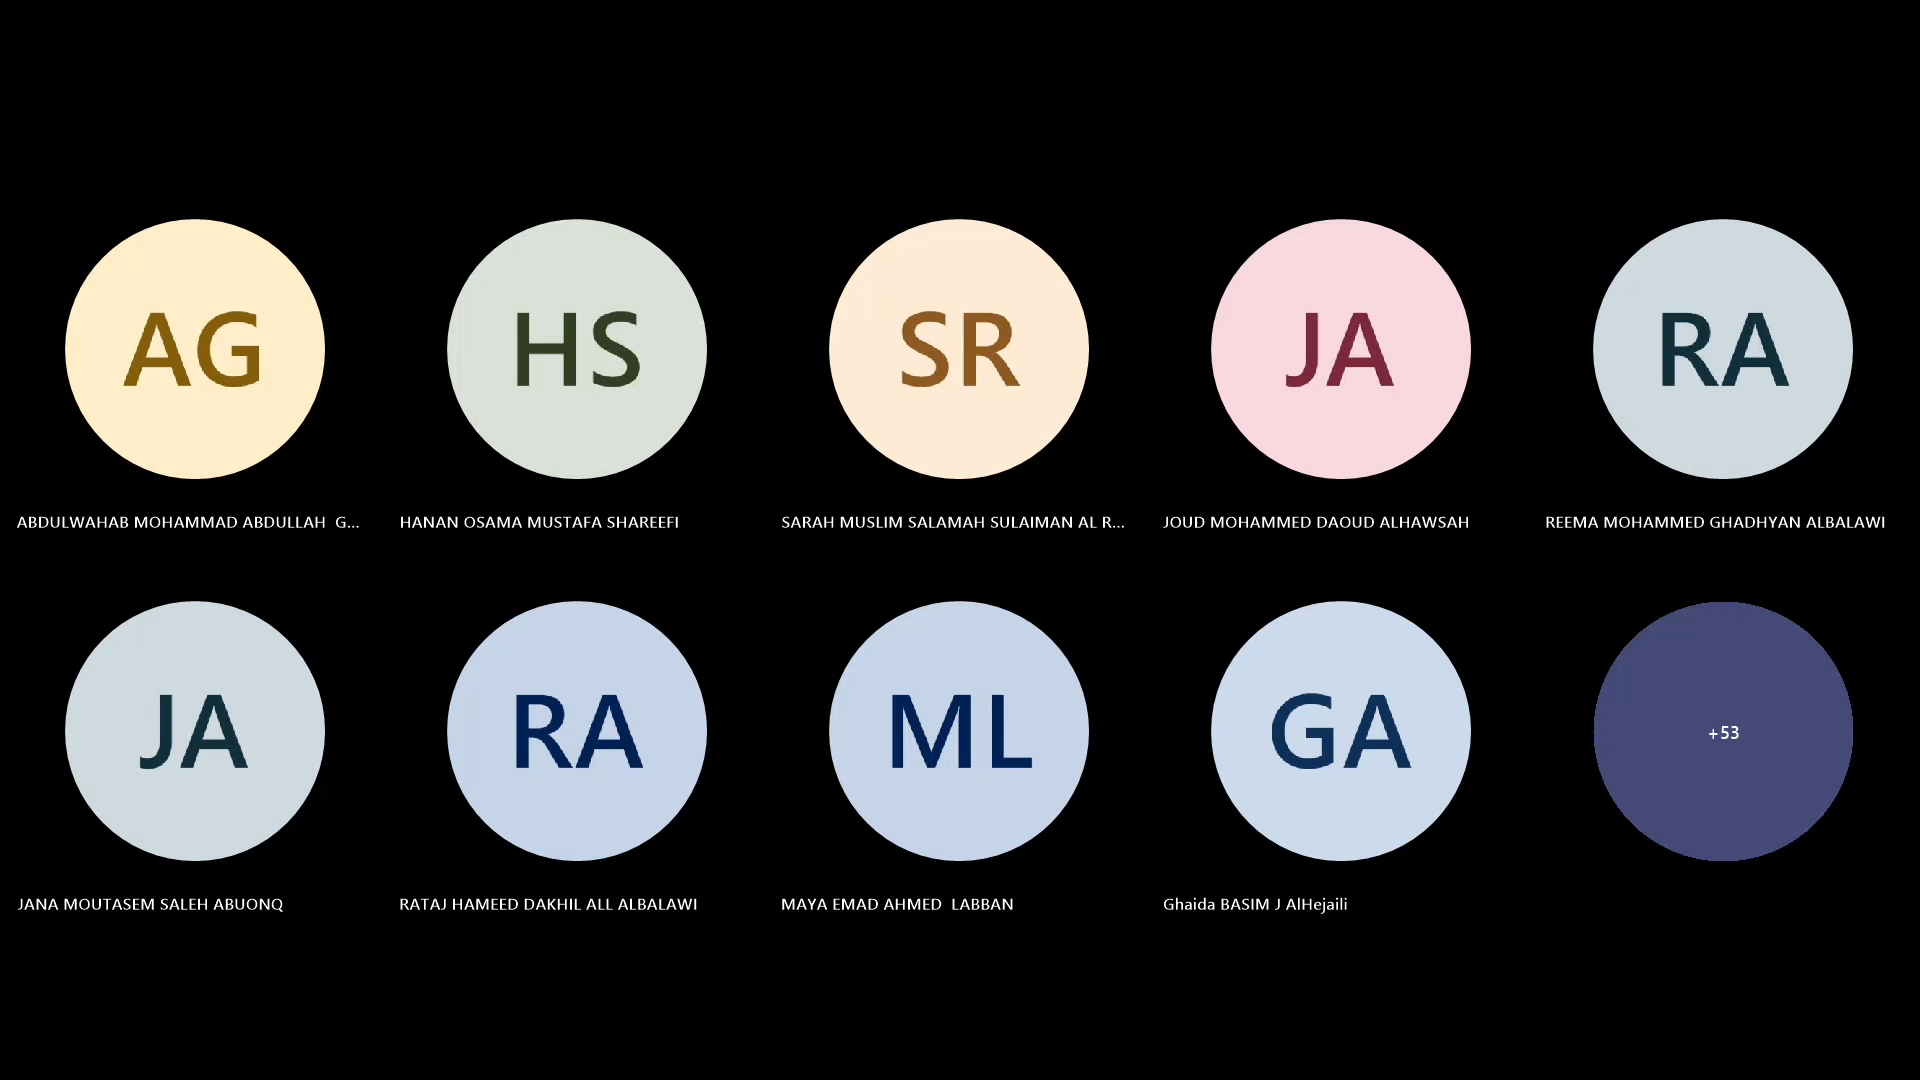 AG
HS
SR
JA
RA
ABDULWAHAB MOHAMMAD ABDULLAH  G...
HANAN OSAMA MUSTAFA SHAREEFI
SARAH MUSLIM SALAMAH SULAIMAN AL R...
JOUD MOHAMMED DAOUD ALHAWSAH
REEMA MOHAMMED GHADHYAN ALBALAWI
JA
RA
ML
GA
+53
JANA MOUTASEM SALEH ABUONQ
RATAJ HAMEED DAKHIL ALL ALBALAWI
MAYA EMAD AHMED  LABBAN
Ghaida BASIM J AlHejaili